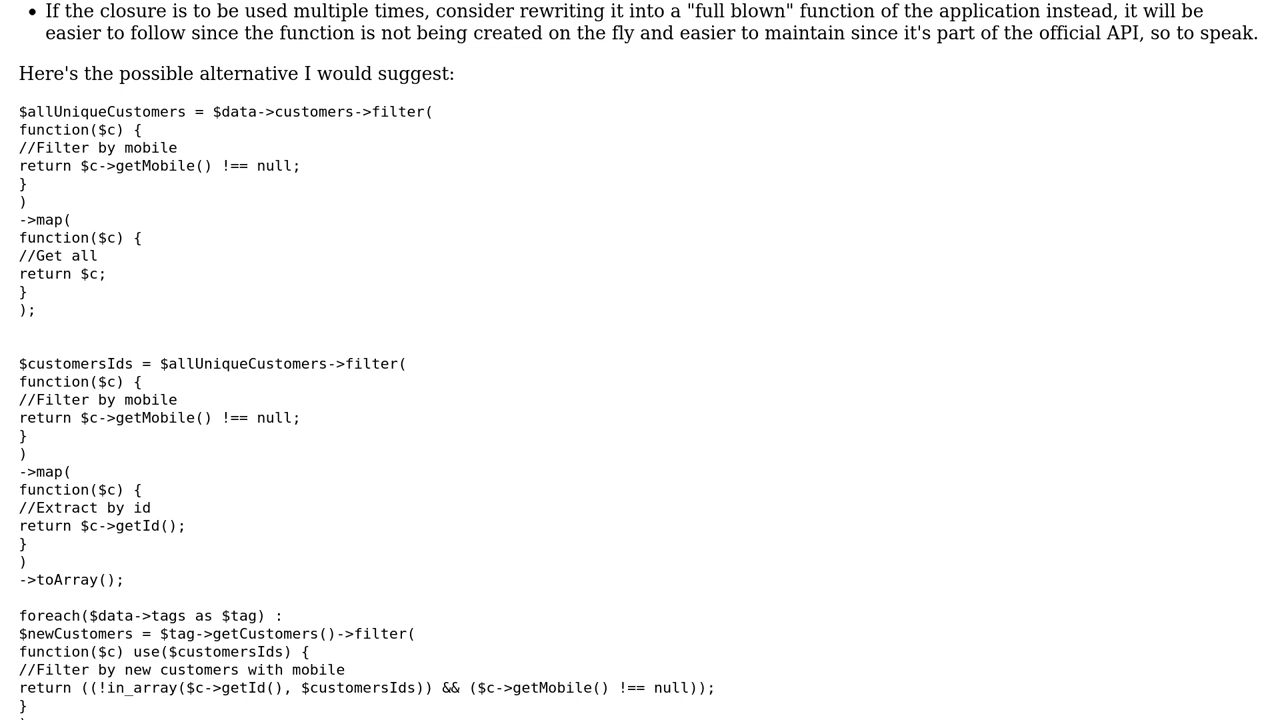 • If the closure is to be used multiple times, consider rewriting it into a "full blown" function of the application instead, it will be
easier to follow since the function is not being created on the fly and easier to maintain since it's part of the official API, so to speak.
Here's the possible alternative I would suggest:
$allUniqueCustomers = $data->customers->filter(
function($c) {
//Filter by mobile
return $c->getMobile() !== null;
}
)
->map(
function($c) {
//Get all
return $c;
}
);
$customersIds = $allUniqueCustomers->filter(
function($c) {
//Filter by mobile
return $c->getMobile() !== null;
}
)
->map(
function($c) {
//Extract by id
return $c->getId();
}
)
->toArray();
foreach($data->tags as $tag) :
$newCustomers = $tag->getCustomers()->filter(
function($c) use($customersIds) {
//Filter by new customers with mobile
return ((!in_array($c->getId(), $customersIds)) && ($c->getMobile() !== null));
}